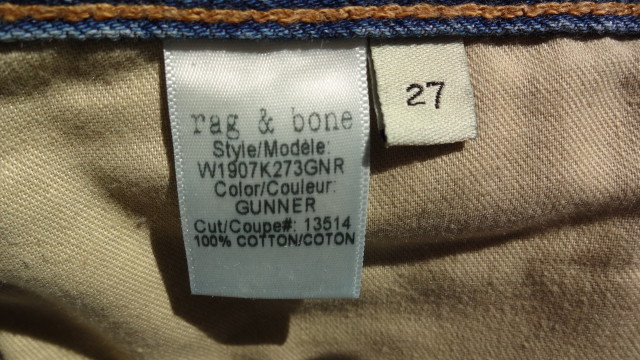 rag & bone
Style/Modèle:
W1907K273GNR
Color/Couleur:
GUNNER
Cut/Coupe#: 13514
100% COTTON/COTON
27